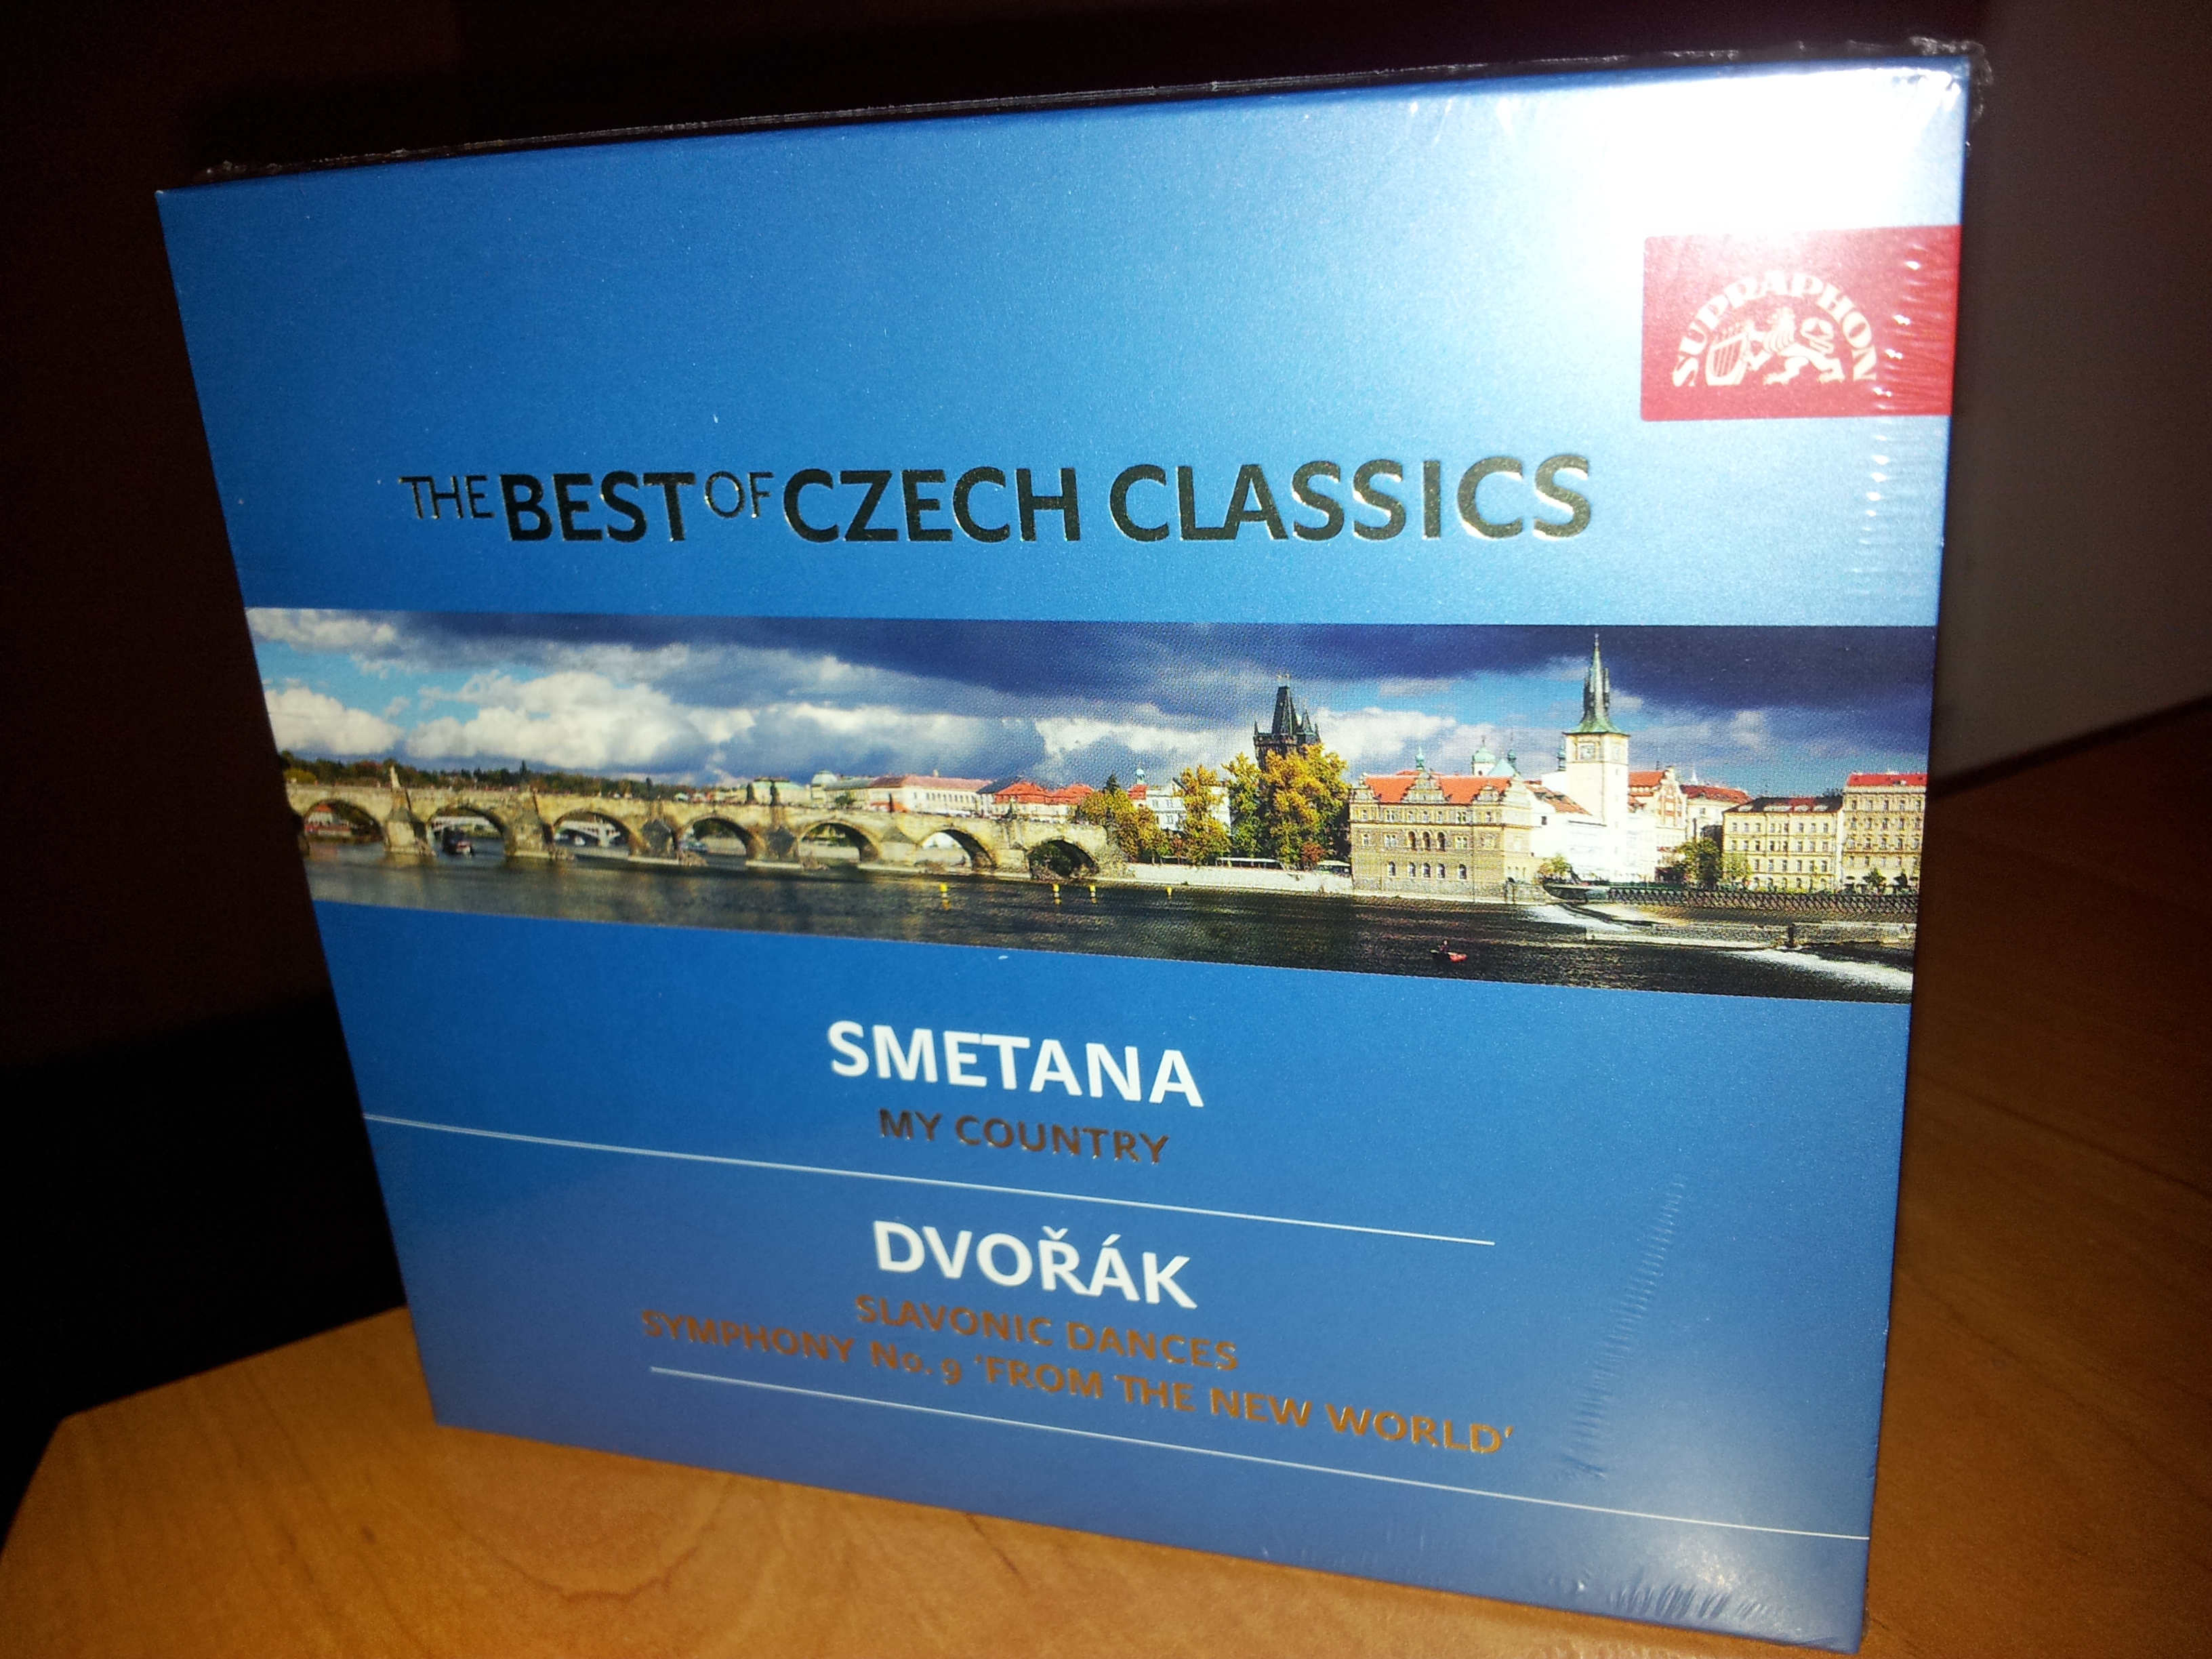 SUPRAPHON
THE BEST OF CZECH CLASSICS
SMETANA
MY COUNTRY
DVOŘÁK
SLAVONIC DANCES
SYMPHONY No. 9 'FROM THE NEW WORLD'